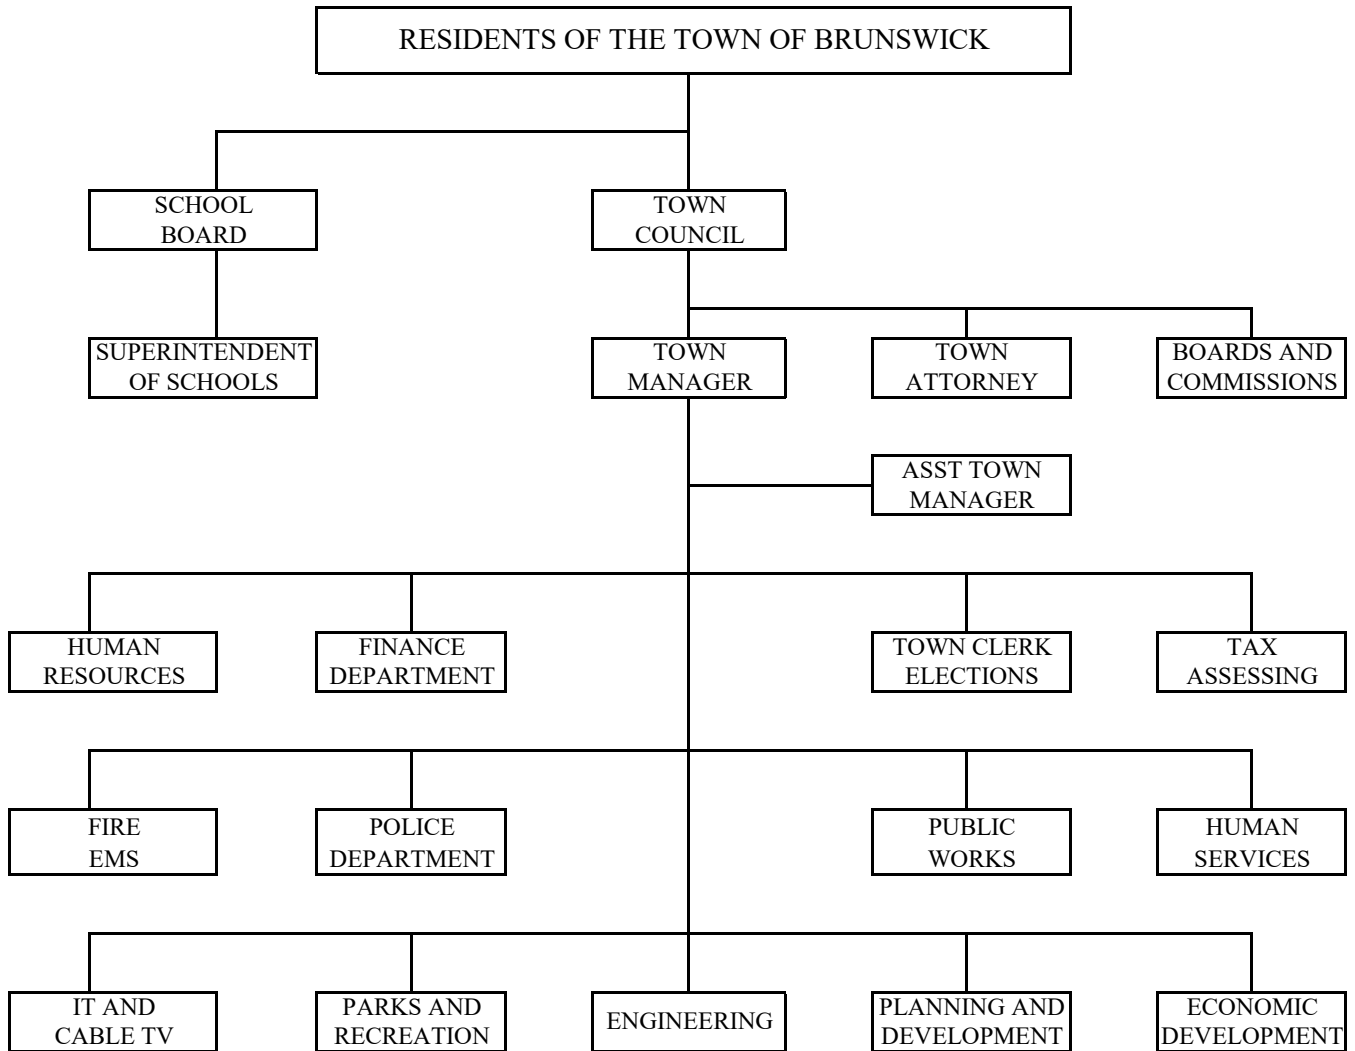 RESIDENTS OF THE TOWN OF BRUNSWICK
SCHOOL
BOARD
TOWN
COUNCIL
SUPERINTENDENT
OF SCHOOLS
TOWN
MANAGER
TOWN
ATTORNEY
BOARDS AND
COMMISSIONS
ASST TOWN
MANAGER
HUMAN
RESOURCES
FINANCE
DEPARTMENT
TOWN CLERK
ELECTIONS
TAX
ASSESSING
FIRE
EMS
POLICE
DEPARTMENT
PUBLIC
WORKS
HUMAN
SERVICES
IT AND
CABLE TV
PARKS AND
RECREATION
ENGINEERING
PLANNING AND
DEVELOPMENT
ECONOMIC
DEVELOPMENT